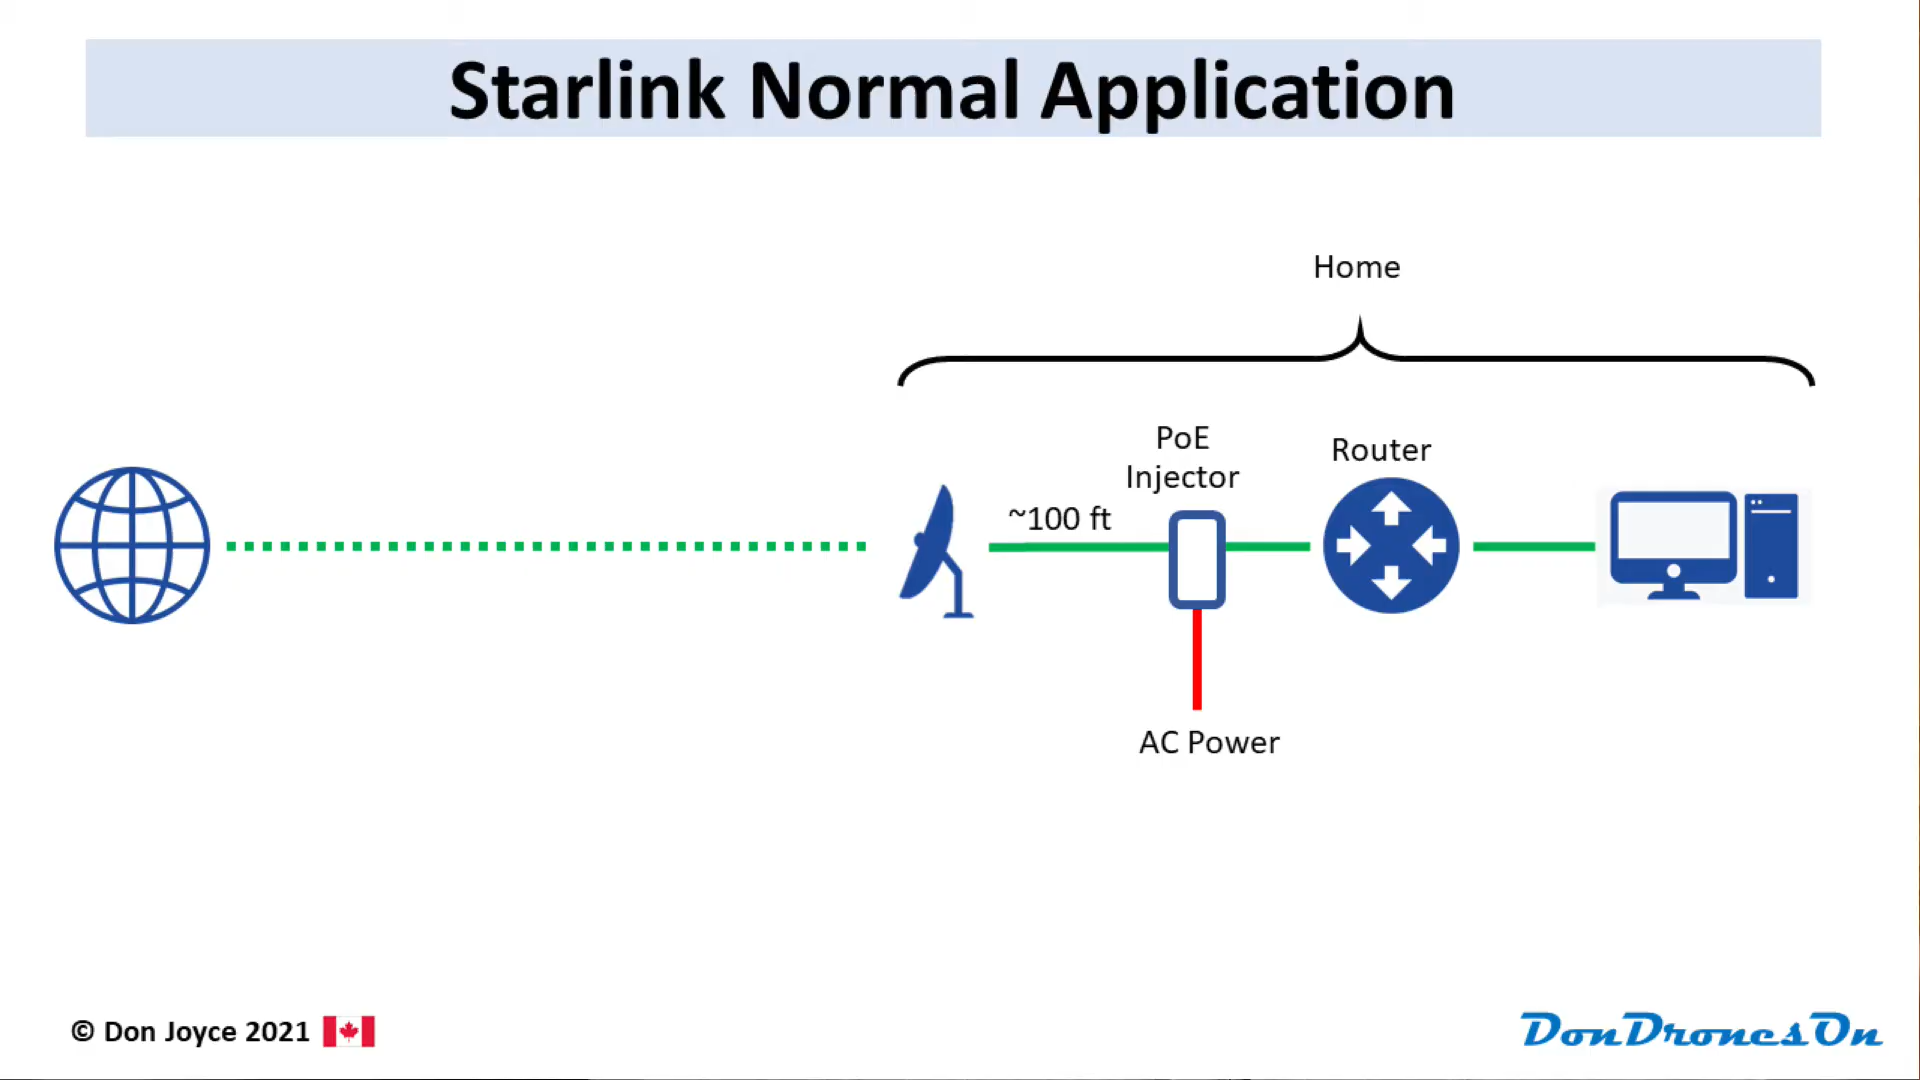 Starlink Normal Application
Home
PoE
Injector
Router
~100 ft
AC Power
© Don Joyce 2021
DonDronesOn